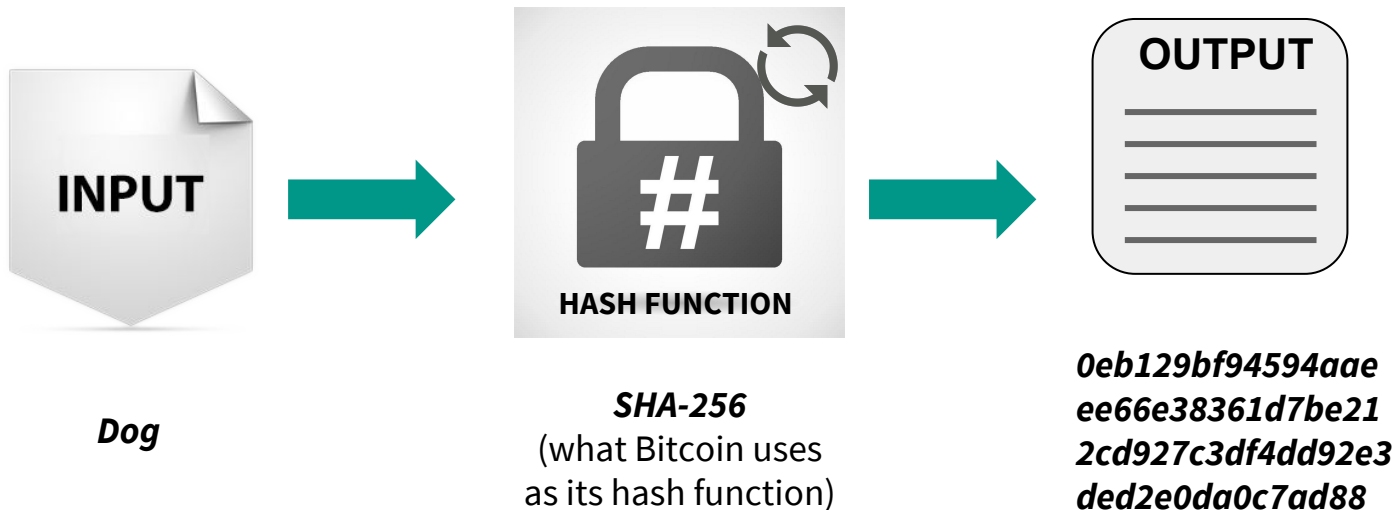 INPUT
Dog
#
HASH FUNCTION
SHA-256
(what Bitcoin uses
as its hash function)
OUTPUT
0eb129bf94594aae
ee66e38361d7be21
2cd927c3df4dd92e3
ded2e0da0c7ad88